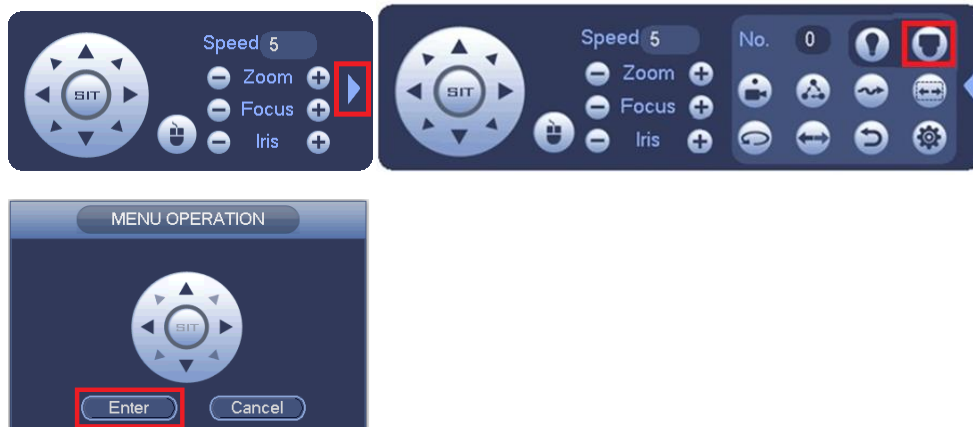 Speed 5
Zoom
Focus
Iris
SIT
Speed 5
Zoom
Focus
Iris
SIT
No. 0
MENU OPERATION
SIT
Enter Cancel